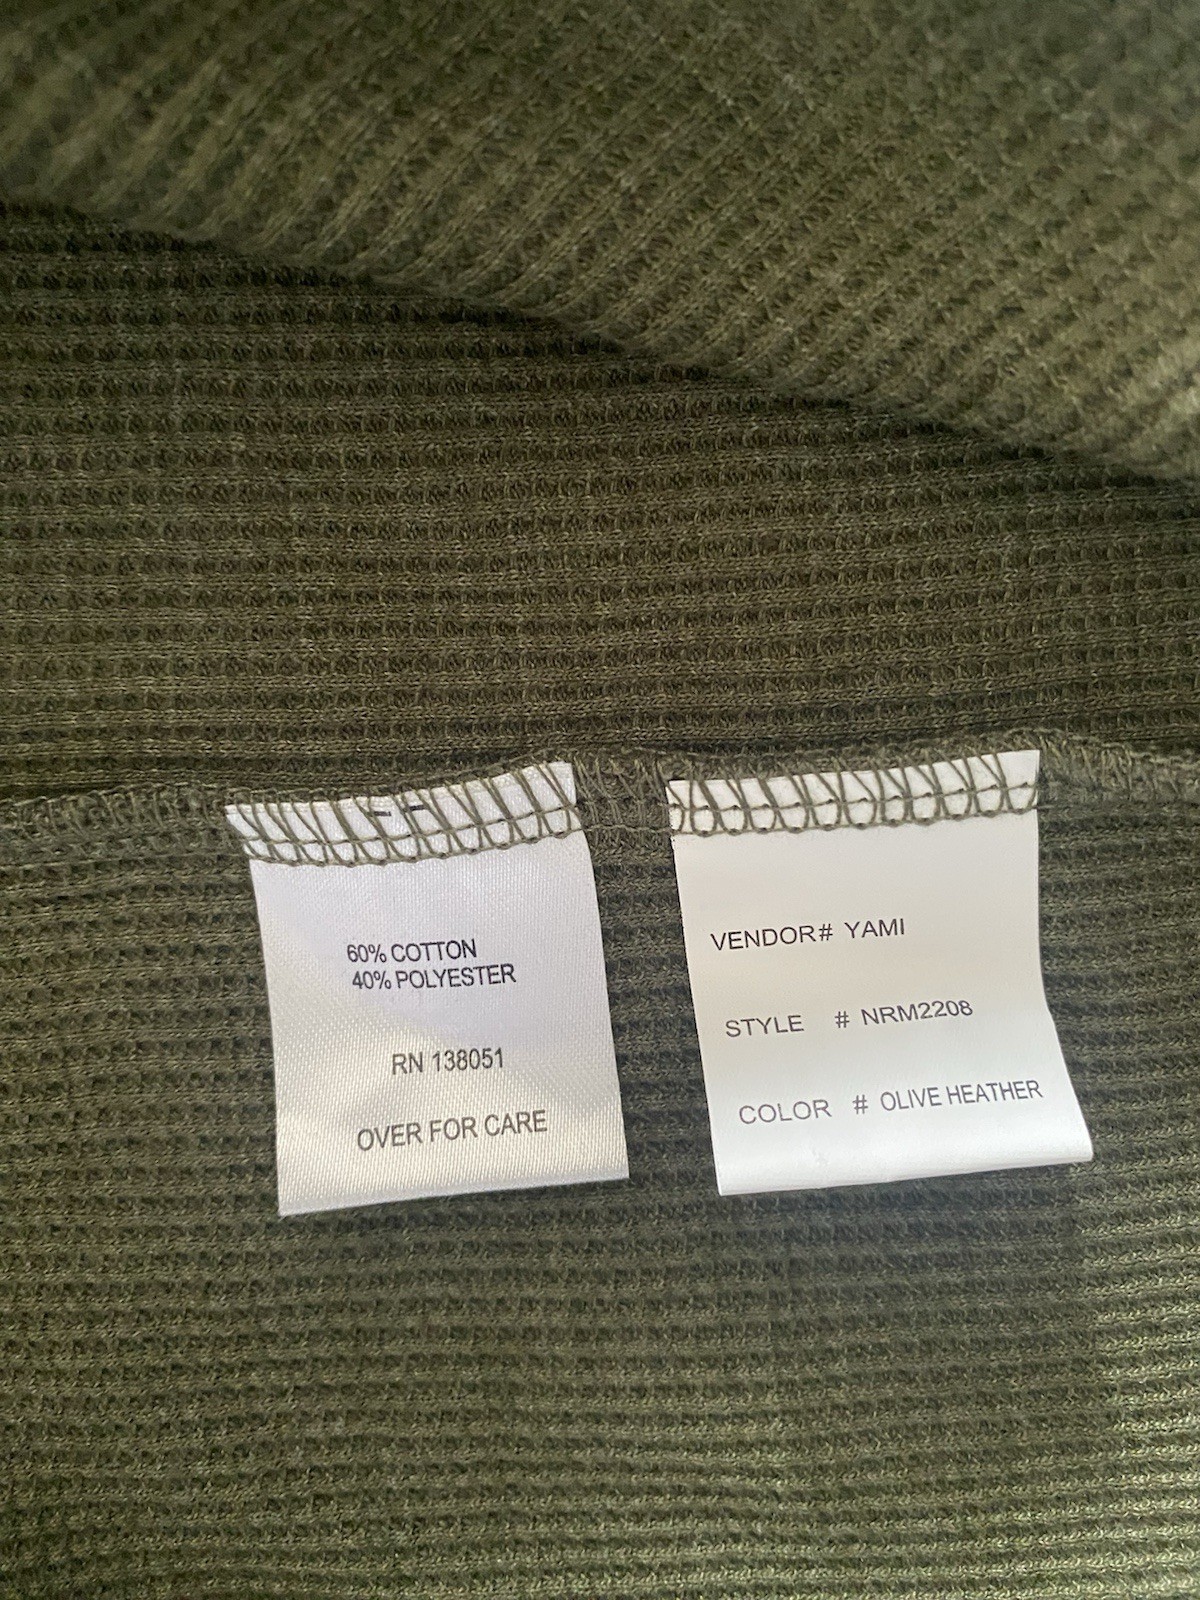 60% COTTON
40% POLYESTER
RN 138051
OVER FOR CARE
VENDOR# YAMI
STYLE # NRM2208
COLOR # OLIVE HEATHER